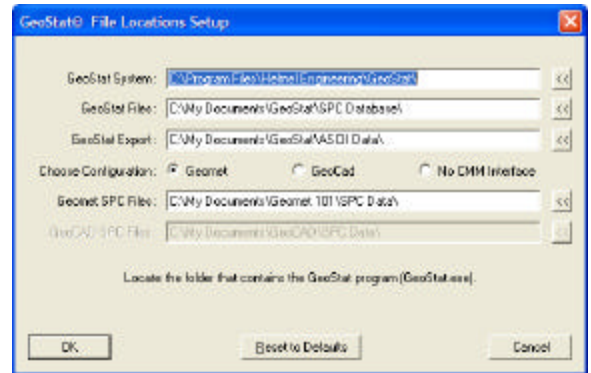 GeoStat® File Locations Setup
GeoStat System: C:\Program Files\Helmel Engineering\GeoStat\ <<
GeoStat Files: C:\My Documents\GeoStat\SPC Database\ <<
GeoStat Export: C:\My Documents\GeoStat\ASCII Data\ <<
Choose Configuration: Geomet GeoCad No CMM Interface
Geomet SPC Files: C:\My Documents\Geomet 101\SPC Data\ <<
GeoCAD SPC Files: C:\My Documents\GeoCAD\SPC Data\ <<
Locate the folder that contains the GeoStat program (GeoStat.exe).
OK Reset to Defaults Cancel